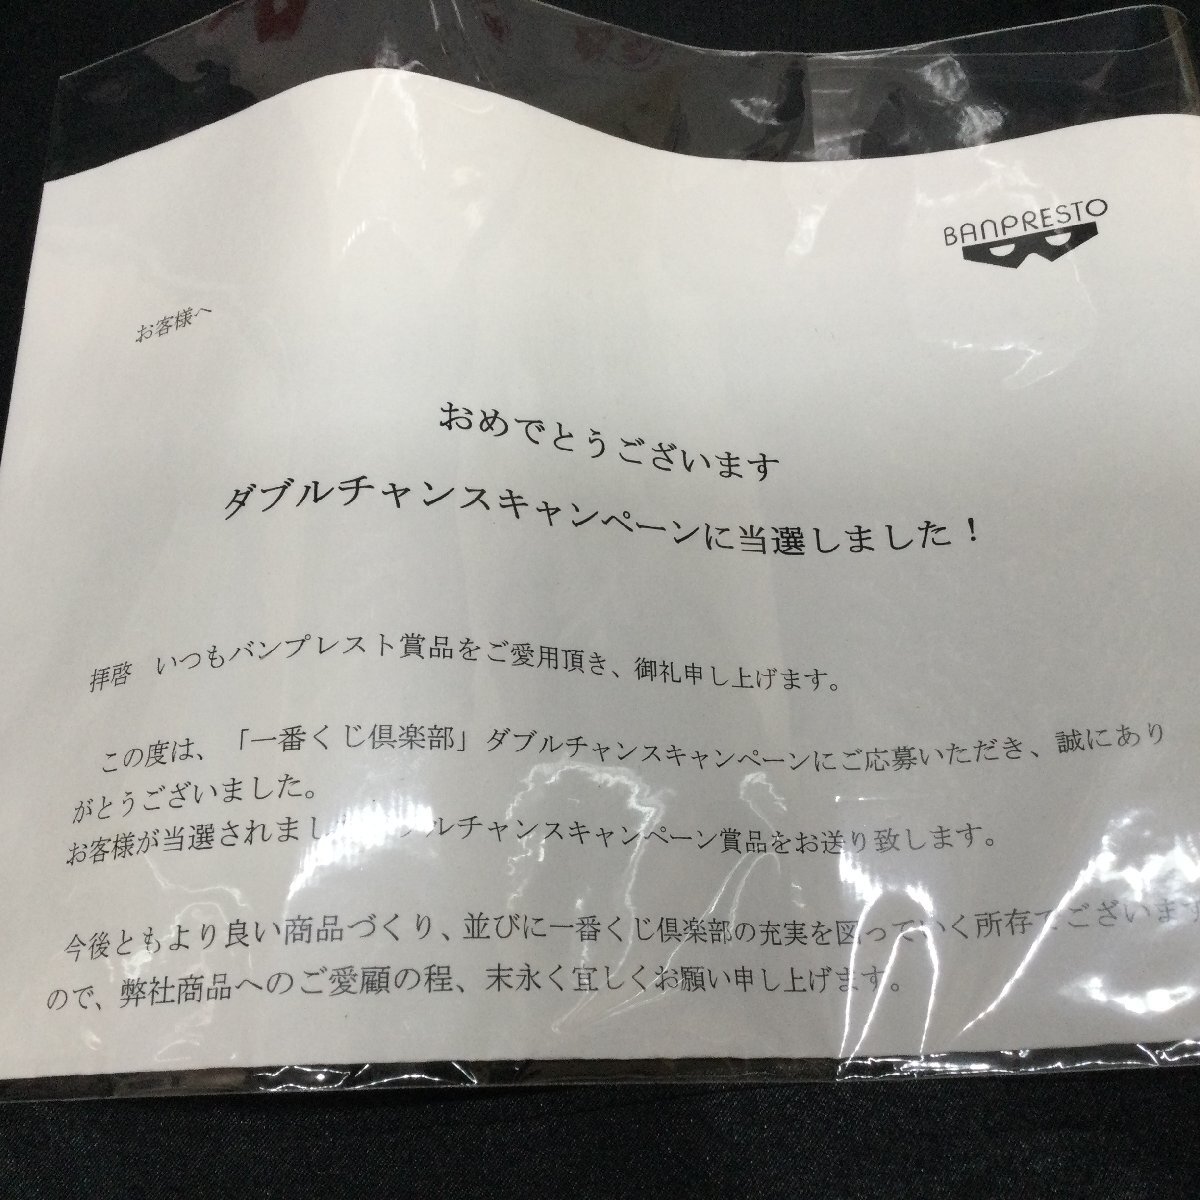 BANPRESTO
お客様へ
おめでとうございます
ダブルチャンスキャンペーンに当選しました！
拝啓　いつもバンプレスト賞品をご愛用頂き、御礼申し上げます。
この度は、「一番くじ倶楽部」ダブルチャンスキャンペーンにご応募いただき、誠にあり
がとうございました。
お客様が当選されまし ルチャンスキャンペーン賞品をお送り致します。
今後ともより良い商品づくり、並びに一番くじ倶楽部の充実を図っていく所存でございます
ので、弊社商品へのご愛顧の程、末永く宜しくお願い申し上げます。